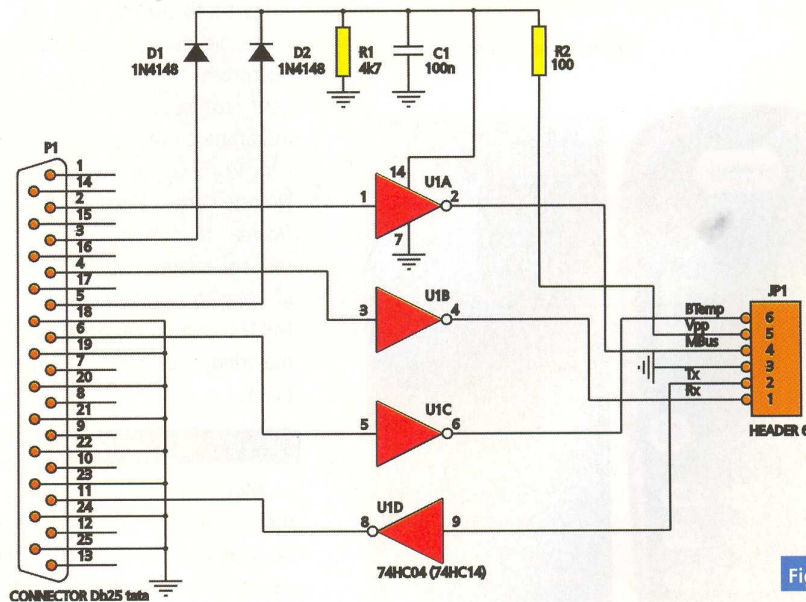 D1
1N4148
D2
1N4148
R1
4k7
C1
100n
R2
100
P1
1
14
2
15
3
16
4
17
5
18
6
19
7
20
8
21
9
22
10
23
11
24
12
25
13
CONNECTOR Db25 tata
1
14
U1A
2
7
3
U1B
4
5
U1C
6
8
U1D
9
74HC04 (74HC14)
JP1
BTemp
6
Vpp
5
MBus
4
3
Tx
2
Rx
1
HEADER 6
Fig